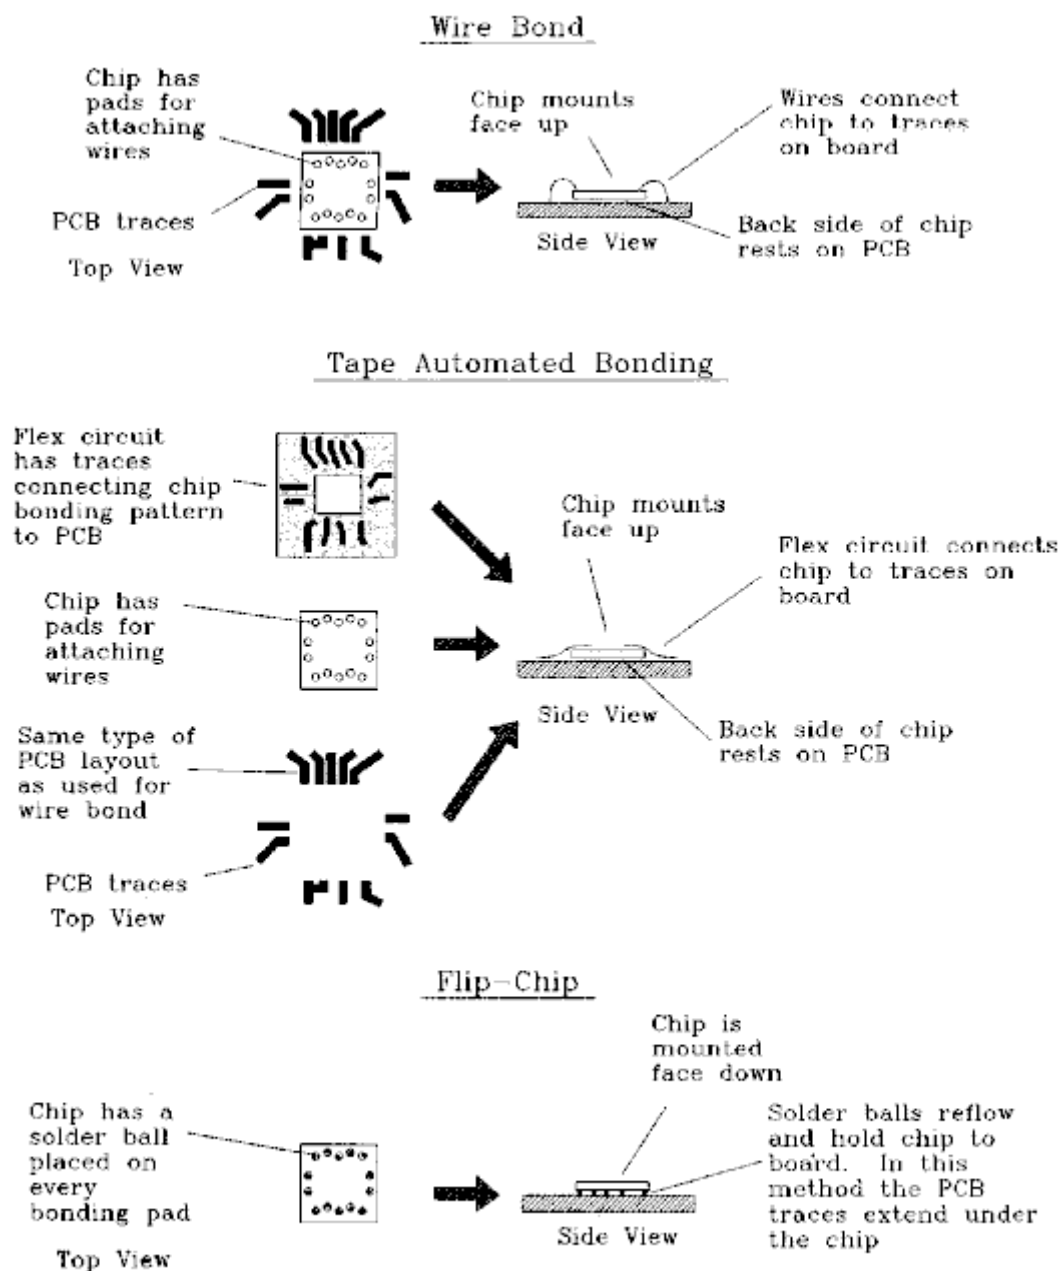 Wire Bond
Chip has
pads for
attaching
wires
PCB traces
Top View
Chip mounts
face up
Side View
Wires connect
chip to traces
on board
Back side of chip
rests on PCB
Tape Automated Bonding
Flex circuit
has traces
connecting chip
bonding pattern
to PCB
Chip has
pads for
attaching
wires
Same type of
PCB layout
as used for
wire bond
PCB traces
Top View
Chip mounts
face up
Side View
Flex circuit connects
chip to traces on
board
Back side of chip
rests on PCB
Flip-Chip
Chip has a
solder ball
placed on
every
bonding pad
Top View
Chip is
mounted
face down
Side View
Solder balls reflow
and hold chip to
board. In this
method the PCB
traces extend under
the chip